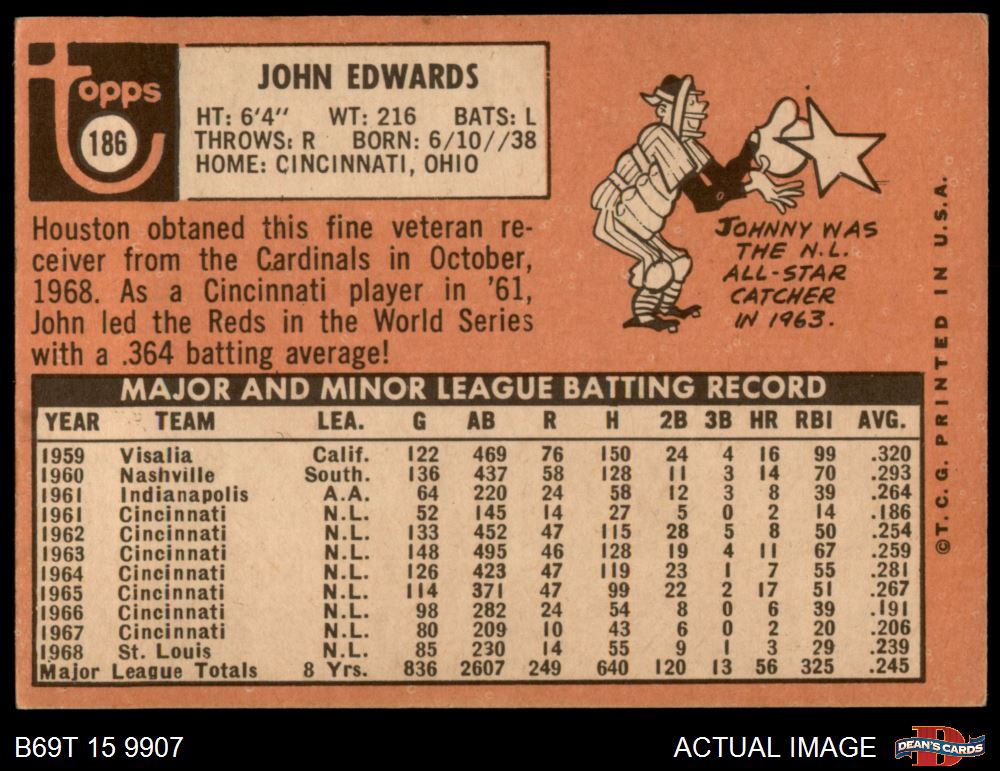 topps
186
JOHN EDWARDS
HT: 6'4" WT: 216 BATS: L
THROWS: R BORN: 6/10//38
HOME: CINCINNATI, OHIO
Houston obtaned this fine veteran re-
ceiver from the Cardinals in October,
1968. As a Cincinnati player in '61,
John led the Reds in the World Series
with a .364 batting average!
JOHNNY WAS
THE N.L.
ALL-STAR
CATCHER
IN 1963.
©T.C.G. PRINTED IN U.S.A.
MAJOR AND MINOR LEAGUE BATTING RECORD
YEAR TEAM LEA. G AB R H 2B 3B HR RBI AVG.
1959 Visalia Calif. 122 469 76 150 24 4 16 99 .320
1960 Nashville South. 136 437 58 128 11 3 14 70 .293
1961 Indianapolis A.A. 64 220 24 58 12 3 8 39 .264
1961 Cincinnati N.L. 52 145 14 27 5 0 2 14 .186
1962 Cincinnati N.L. 133 452 47 115 28 5 8 50 .254
1963 Cincinnati N.L. 148 495 46 128 19 4 11 67 .259
1964 Cincinnati N.L. 126 423 47 119 23 1 7 55 .281
1965 Cincinnati N.L. 114 371 47 99 22 2 17 51 .267
1966 Cincinnati N.L. 98 282 24 54 8 0 6 39 .191
1967 Cincinnati N.L. 80 209 10 43 6 0 2 20 .206
1968 St. Louis N.L. 85 230 14 55 9 1 3 29 .239
Major League Totals 8 Yrs. 836 2607 249 640 120 13 56 325 .245
B69T 15 9907
ACTUAL IMAGE
D
DEAN'S CARDS